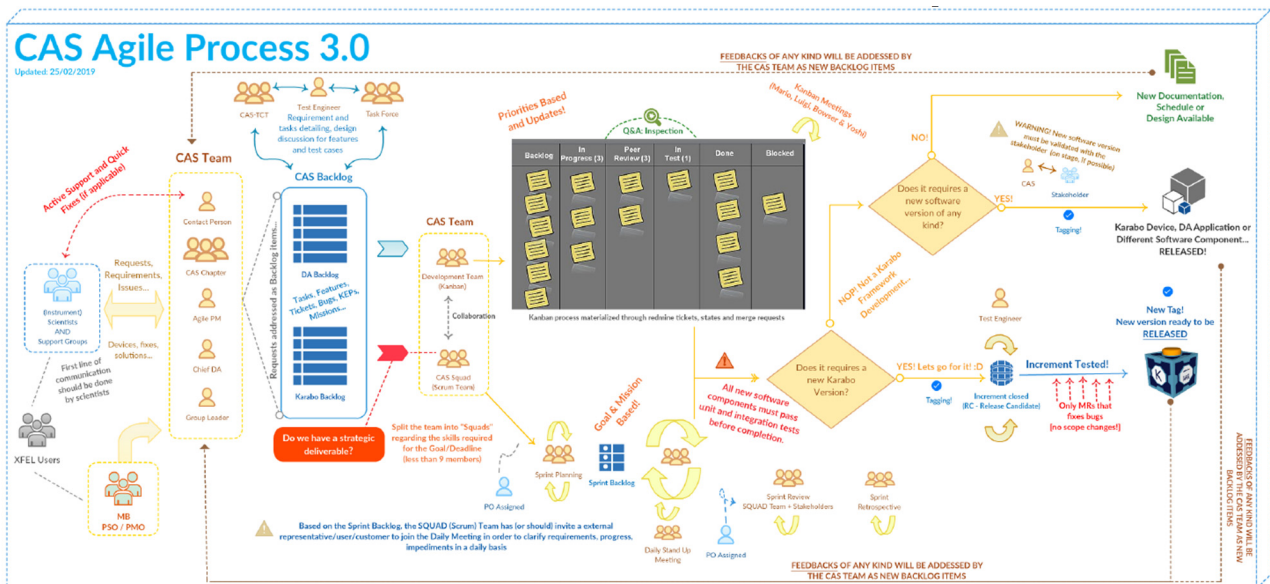 CAS Agile Process 3.0
Updated: 25/02/2019
FEEDBACKS OF ANY KIND WILL BE ADDRESSED BY
THE CAS TEAM AS NEW BACKLOG ITEMS
CAS-TCT
Test Engineer
Task Force
Requirement and
tasks detailing, design
discussion for features
and test cases
Active Support and Quick
Fixes (if applicable)
CAS Team
Contact Person
CAS Chapter
Agile PM
Chief DA
Group Leader
(Instrument)
Scientists
AND
Support Groups
Requests,
Requirements,
Issues...
Devices, fixes,
solutions...
First line of
communication
should be done
by scientists
XFEL Users
MB
PSO / PMO
Requests addressed as Backlog items...
CAS Backlog
DA Backlog
Tasks, Features,
Tickets, Bugs, KEPs,
Missions...
Karabo Backlog
Do we have a strategic
deliverable?
CAS Team
Development Team
(Kanban)
Collaboration
CAS Squad
(Scrum Team)
Split the team into "Squads"
regarding the skills required
for the Goal/Deadline
(less than 9 members)
Priorities Based
and Updates!
Q&A: Inspection
Backlog
In
Progress (3)
Peer
Review (3)
In
Test (1)
Done
Blocked
Kanban process materialized through redmine tickets, states and merge requests
Kanban Meetings
(Mario, Luigi, Bowser & Yoshi)
NO!
New Documentation,
Schedule or
Design Available
WARNING! New software version
must be validated with the
stakeholder (on stage, if possible)
CAS
Stakeholder
Does it requires a
new software
version of any
kind?
YES!
Tagging!
Karabo Device, DA Application or
Different Software Component...
RELEASED!
NOP! Not a Karabo
Framework
Development...
Does it requires a
new Karabo
Version?
YES! Lets go for it! :D
Tagging!
Test Engineer
Increment closed
(RC - Release Candidate)
Increment Tested!
Only MRs that
fixes bugs
[no scope changes!]
New Tag!
New version ready to be
RELEASED
K
All new software
components must pass
unit and integration tests
before completion.
Goal & Mission
Based!
PO Assigned
Sprint Planning
Sprint Backlog
Daily Stand Up
Meeting
PO Assigned
Sprint Review
SQUAD Team + Stakeholders
Sprint
Retrospective
Based on the Sprint Backlog, the SQUAD (Scrum) Team has (or should) invite a external
representative/user/customer to join the Daily Meeting in order to clarify requirements, progress,
impediments in a daily basis
FEEDBACKS OF ANY KIND WILL BE ADDRESSED BY
THE CAS TEAM AS NEW BACKLOG ITEMS
FEEDBACKS OF ANY KIND WILL BE
ADDRESSED BY THE CAS TEAM AS NEW
BACKLOG ITEMS